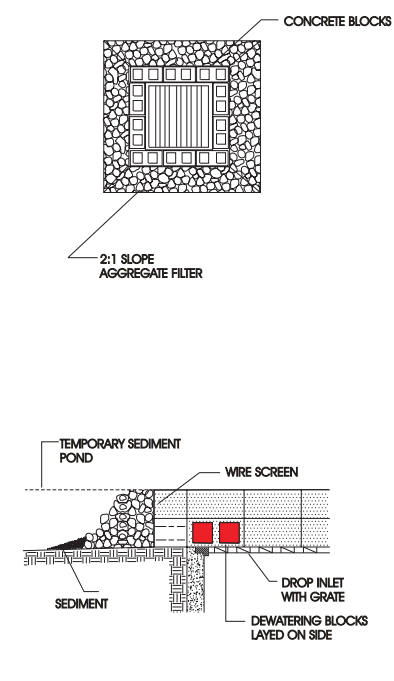 CONCRETE BLOCKS
2:1 SLOPE
AGGREGATE FILTER
TEMPORARY SEDIMENT
POND
WIRE SCREEN
DROP INLET
WITH GRATE
SEDIMENT
DEWATERING BLOCKS
LAYED ON SIDE